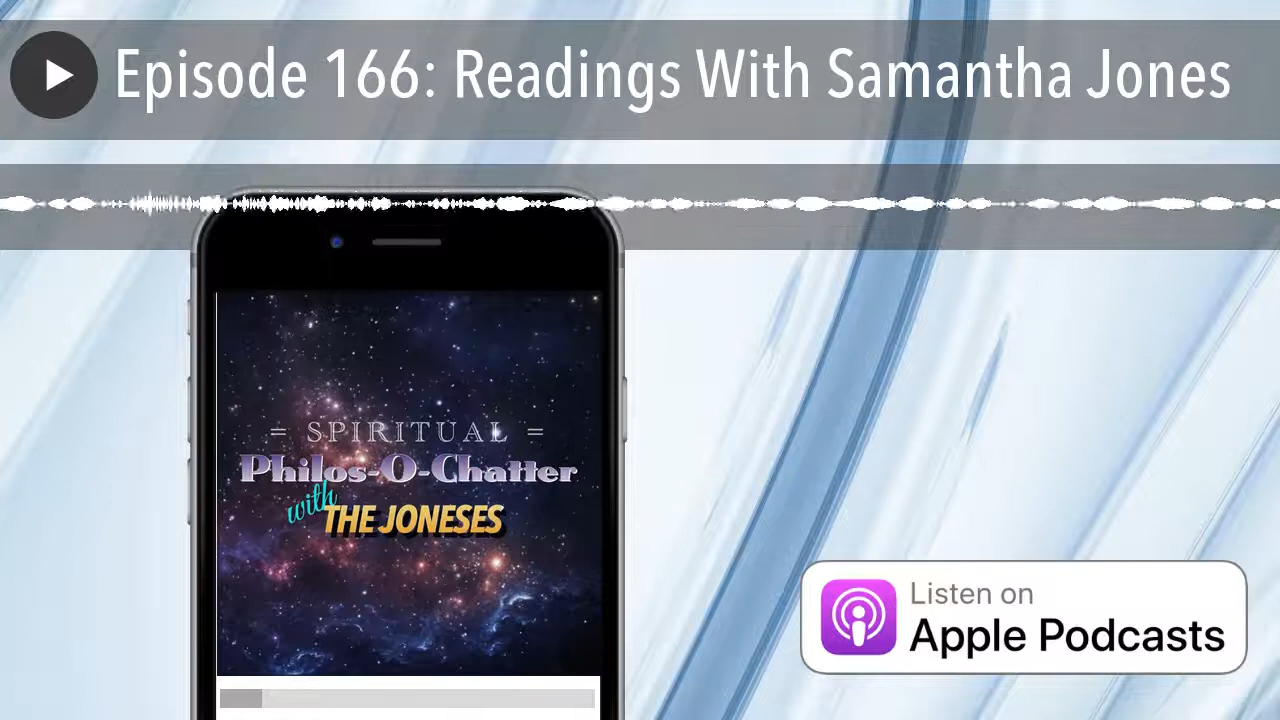 Episode 166: Readings With Samantha Jones
= SPIRITUAL =
Philos-O-Chatter
with
THE JONESES
Listen on
Apple Podcasts